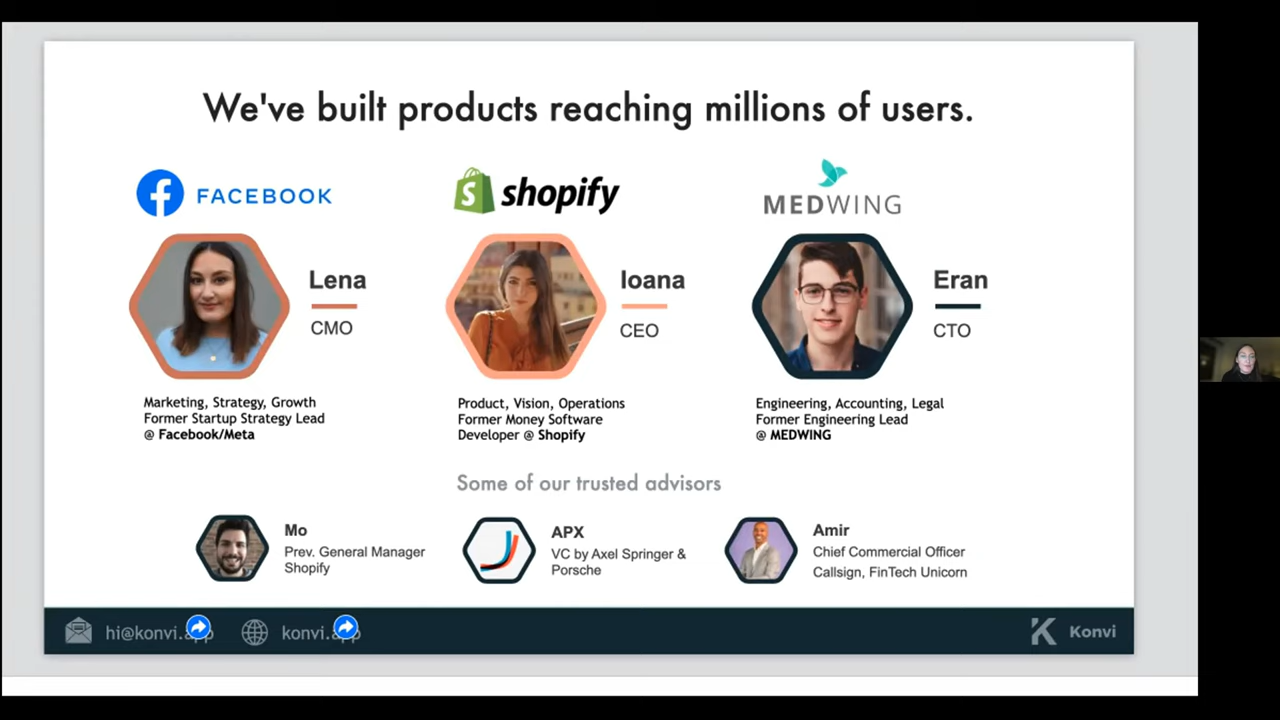 We've built products reaching millions of users.
FACEBOOK
shopify
MEDWING
Lena
CMO
Ioana
CEO
Eran
CTO
Marketing, Strategy, Growth
Former Startup Strategy Lead
@ Facebook/Meta
Product, Vision, Operations
Former Money Software
Developer @ Shopify
Engineering, Accounting, Legal
Former Engineering Lead
@ MEDWING
Some of our trusted advisors
Mo
Prev. General Manager
Shopify
APX
VC by Axel Springer &
Porsche
Amir
Chief Commercial Officer
Callsign, FinTech Unicorn
hi@konvi.app
konvi.app
Konvi